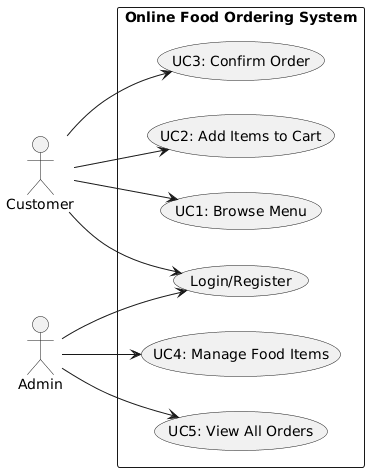 Online Food Ordering System
UC3: Confirm Order
UC2: Add Items to Cart
Customer
UC1: Browse Menu
Login/Register
UC4: Manage Food Items
Admin
UC5: View All Orders